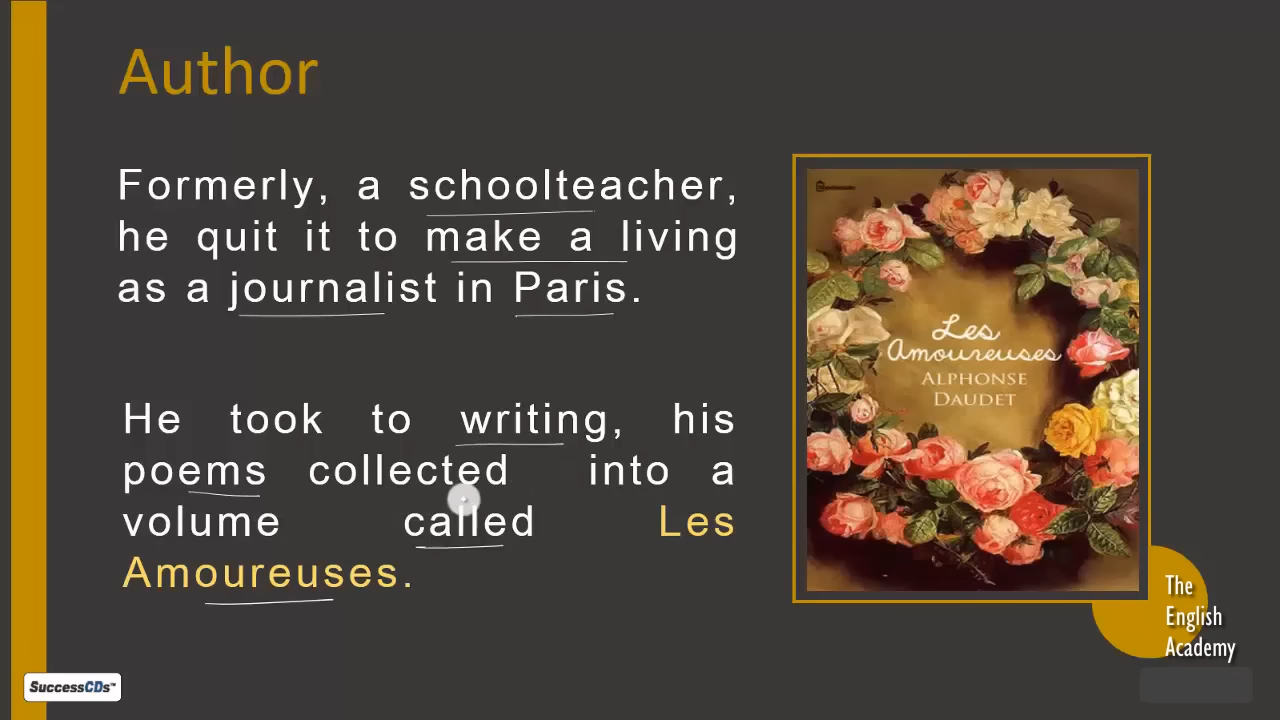 Author
Formerly, a schoolteacher,
he quit it to make a living
as a journalist in Paris.
He took to writing, his
poems collected into a
volume called Les
Amoureuses.
Les
Amoureuses
ALPHONSE
DAUDET
The
English
Academy
SuccessCDs™